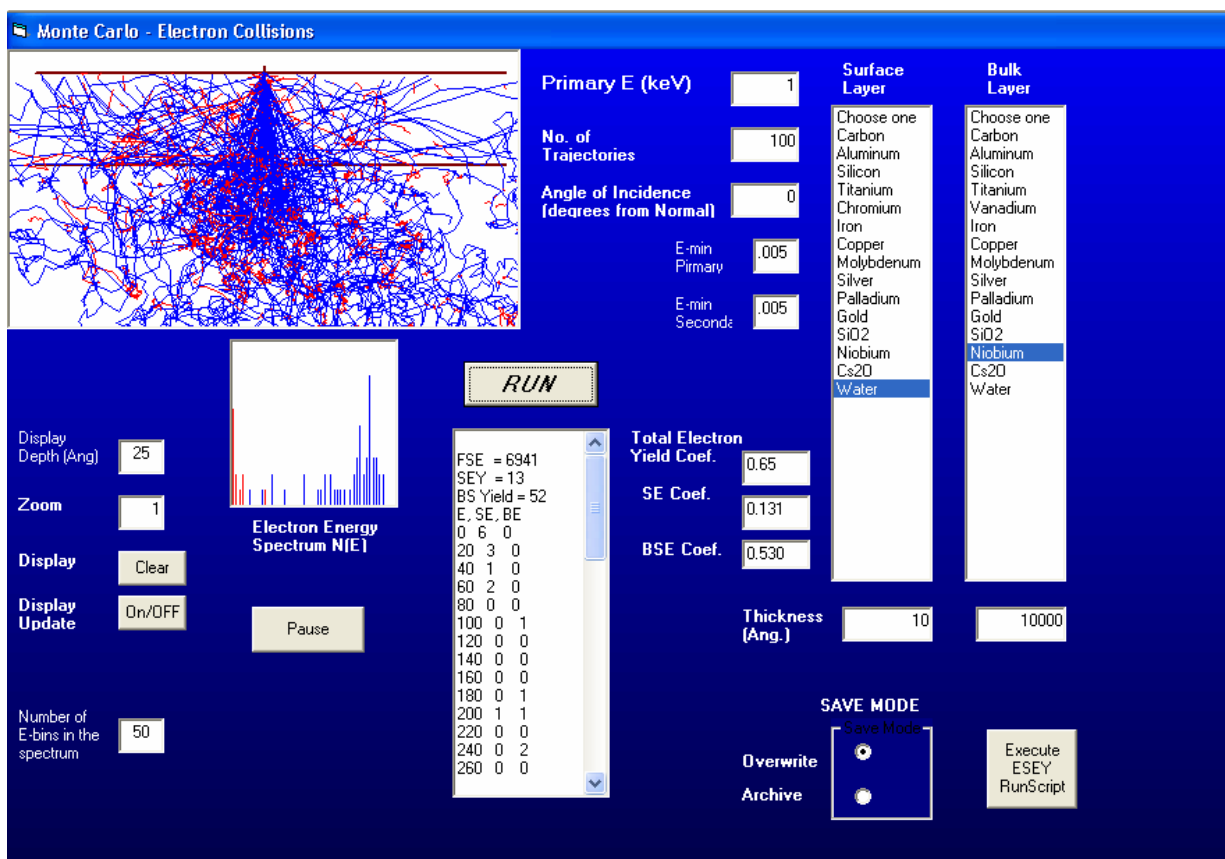 Monte Carlo - Electron Collisions
Primary E (keV)
1
No. of
Trajectories
100
Angle of Incidence
(degrees from Normal)
0
E-min
Pirmary
.005
E-min
Seconda
.005
Surface
Layer
Choose one
Carbon
Aluminum
Silicon
Titanium
Chromium
Iron
Copper
Molybdenum
Silver
Palladium
Gold
SiO2
Niobium
Cs2O
Water
Bulk
Layer
Choose one
Carbon
Aluminum
Silicon
Titanium
Vanadium
Iron
Copper
Molybdenum
Silver
Palladium
Gold
SiO2
Niobium
Cs2O
Water
Display
Depth (Ang)
25
Zoom
1
Display
Clear
Display
Update
On/OFF
Number of
E-bins in the
spectrum
50
Electron Energy
Spectrum N(E)
Pause
RUN
FSE = 6941
SEY = 13
BS Yield = 52
E, SE, BE
0 6 0
20 3 0
40 1 0
60 2 0
80 0 0
100 0 1
120 0 0
140 0 0
160 0 0
180 0 1
200 1 1
220 0 0
240 0 2
260 0 0
Total Electron
Yield Coef.
0.65
SE Coef.
0.131
BSE Coef.
0.530
Thickness
(Ang.)
10
10000
SAVE MODE
Save Mode
Overwrite
Archive
Execute
ESEY
RunScript